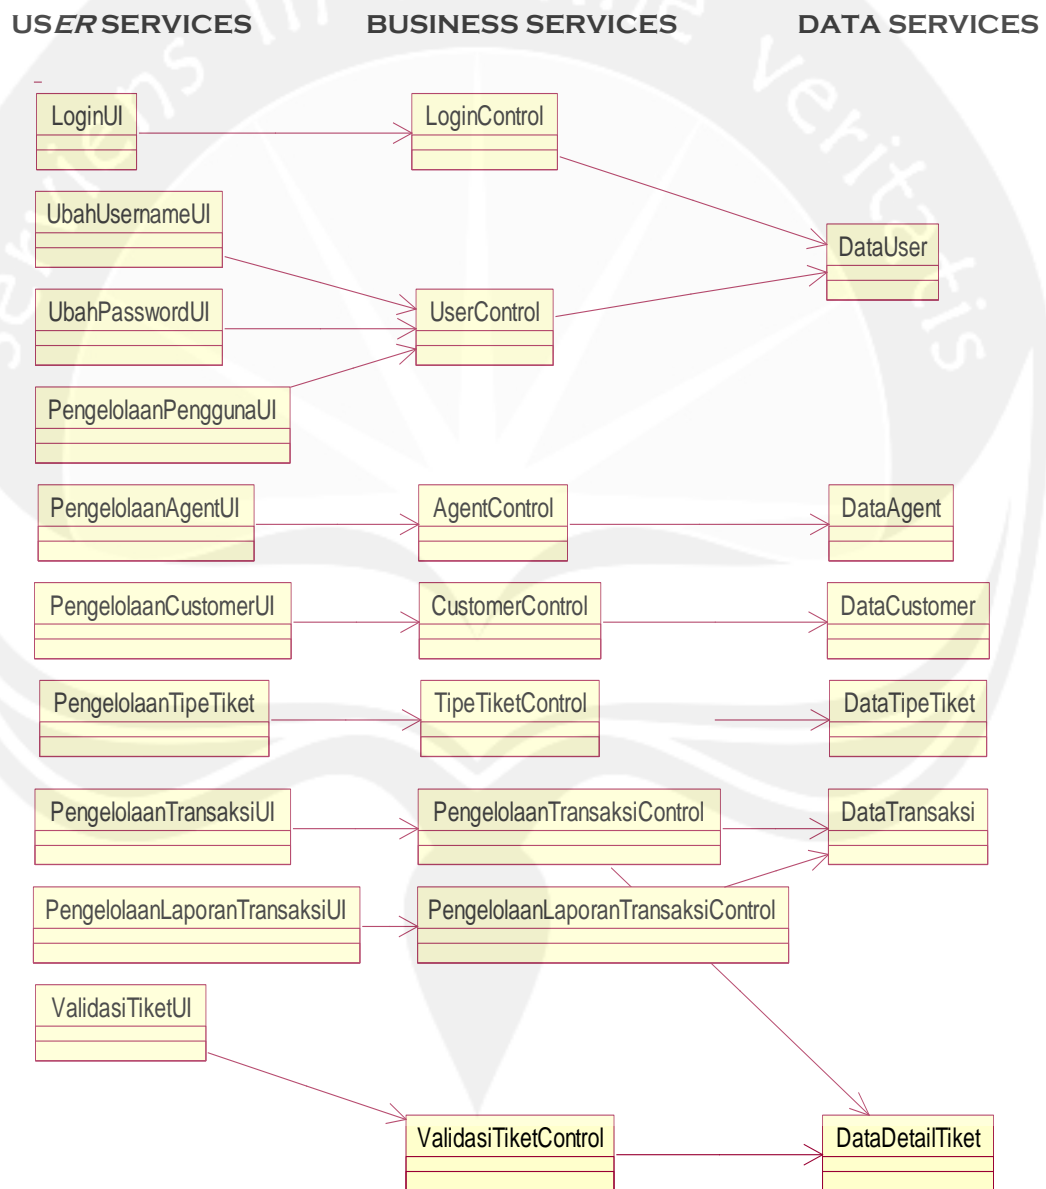 USER SERVICES BUSINESS SERVICES DATA SERVICES
LoginUI LoginControl
UbahUsernameUI
DataUser
UbahPasswordUI UserControl
PengelolaanPenggunaUI
PengelolaanAgentUI AgentControl DataAgent
PengelolaanCustomerUI CustomerControl DataCustomer
PengelolaanTipeTiket TipeTiketControl DataTipeTiket
PengelolaanTransaksiUI PengelolaanTransaksiControl DataTransaksi
PengelolaanLaporanTransaksiUI PengelolaanLaporanTransaksiControl
ValidasiTiketUI
ValidasiTiketControl DataDetailTiket